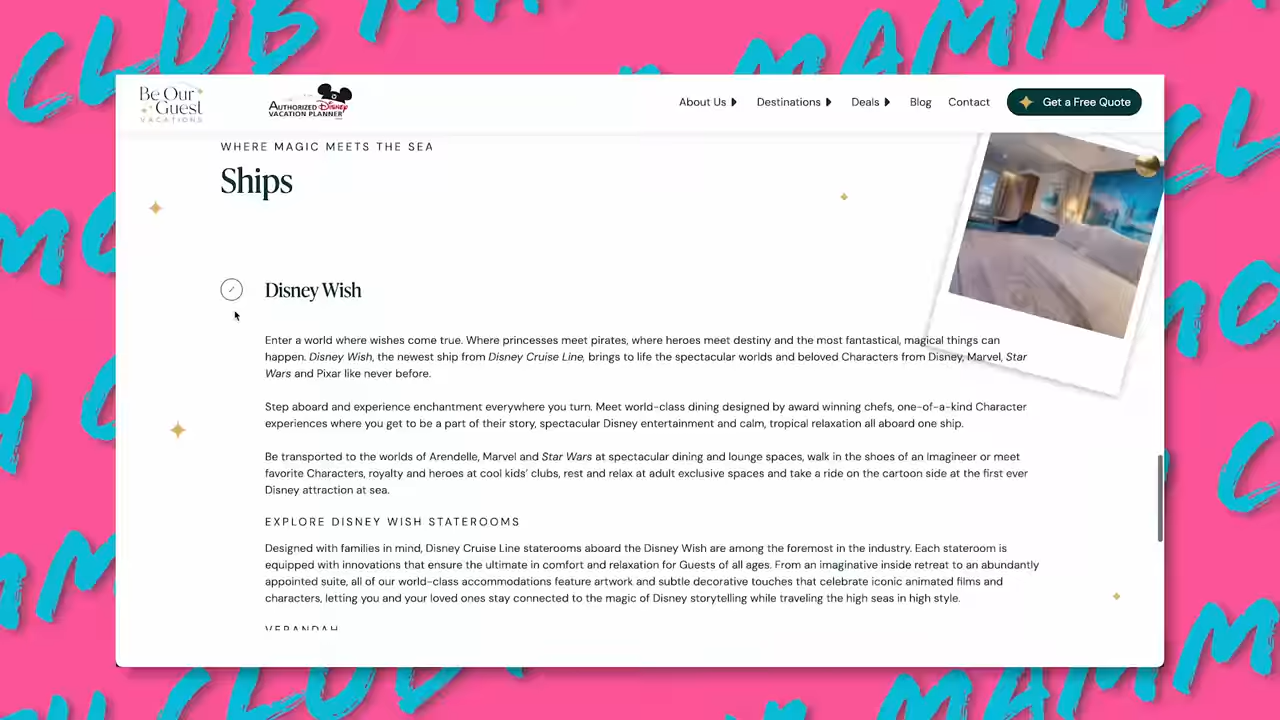 CLUB MAMMO
Be Our
Guest
VACATIONS
AUTHORIZED Disney
VACATION PLANNER
About Us
Destinations
Deals
Blog
Contact
Get a Free Quote
WHERE MAGIC MEETS THE SEA
Ships
Disney Wish
Enter a world where wishes come true. Where princesses meet pirates, where heroes meet destiny and the most fantastical, magical things can
happen. Disney Wish, the newest ship from Disney Cruise Line, brings to life the spectacular worlds and beloved Characters from Disney, Marvel, Star
Wars and Pixar like never before.
Step aboard and experience enchantment everywhere you turn. Meet world-class dining designed by award winning chefs, one-of-a-kind Character
experiences where you get to be a part of their story, spectacular Disney entertainment and calm, tropical relaxation all aboard one ship.
Be transported to the worlds of Arendelle, Marvel and Star Wars at spectacular dining and lounge spaces, walk in the shoes of an Imagineer or meet
favorite Characters, royalty and heroes at cool kids' clubs, rest and relax at adult exclusive spaces and take a ride on the cartoon side at the first ever
Disney attraction at sea.
EXPLORE DISNEY WISH STATEROOMS
Designed with families in mind, Disney Cruise Line staterooms aboard the Disney Wish are among the foremost in the industry. Each stateroom is
equipped with innovations that ensure the ultimate in comfort and relaxation for Guests of all ages. From an imaginative inside retreat to an abundantly
appointed suite, all of our world-class accommodations feature artwork and subtle decorative touches that celebrate iconic animated films and
characters, letting you and your loved ones stay connected to the magic of Disney storytelling while traveling the high seas in high style.
VERANDAH